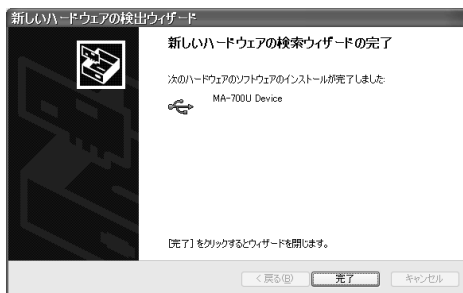 新しいハードウェアの検出ウィザード
新しいハードウェアの検索ウィザードの完了
次のハードウェアのソフトウェアのインストールが完了しました:
MA-700U Device
[完了] をクリックするとウィザードを閉じます。
< 戻る(B)
完了
キャンセル